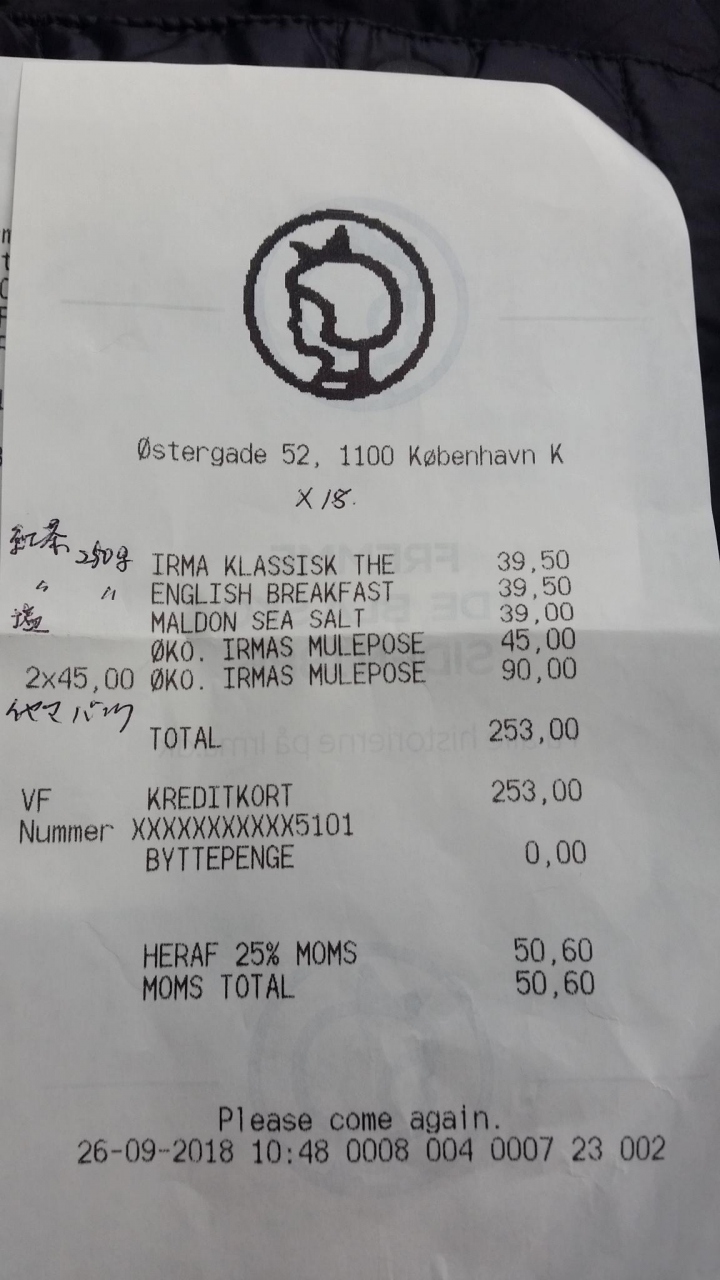 Østergade 52, 1100 København K
X 18.
紅茶 250g IRMA KLASSISK THE 39,50
〃 〃 ENGLISH BREAKFAST 39,50
塩 MALDON SEA SALT 39,00
ØKO. IRMAS MULEPOSE 45,00
2x45,00 ØKO. IRMAS MULEPOSE 90,00
TOTAL 253,00
VF KREDITKORT 253,00
Nummer XXXXXXXXXXX5101
BYTTEPENGE 0,00
HERAF 25% MOMS 50,60
MOMS TOTAL 50,60
Please come again.
26-09-2018 10:48 0008 004 0007 23 002